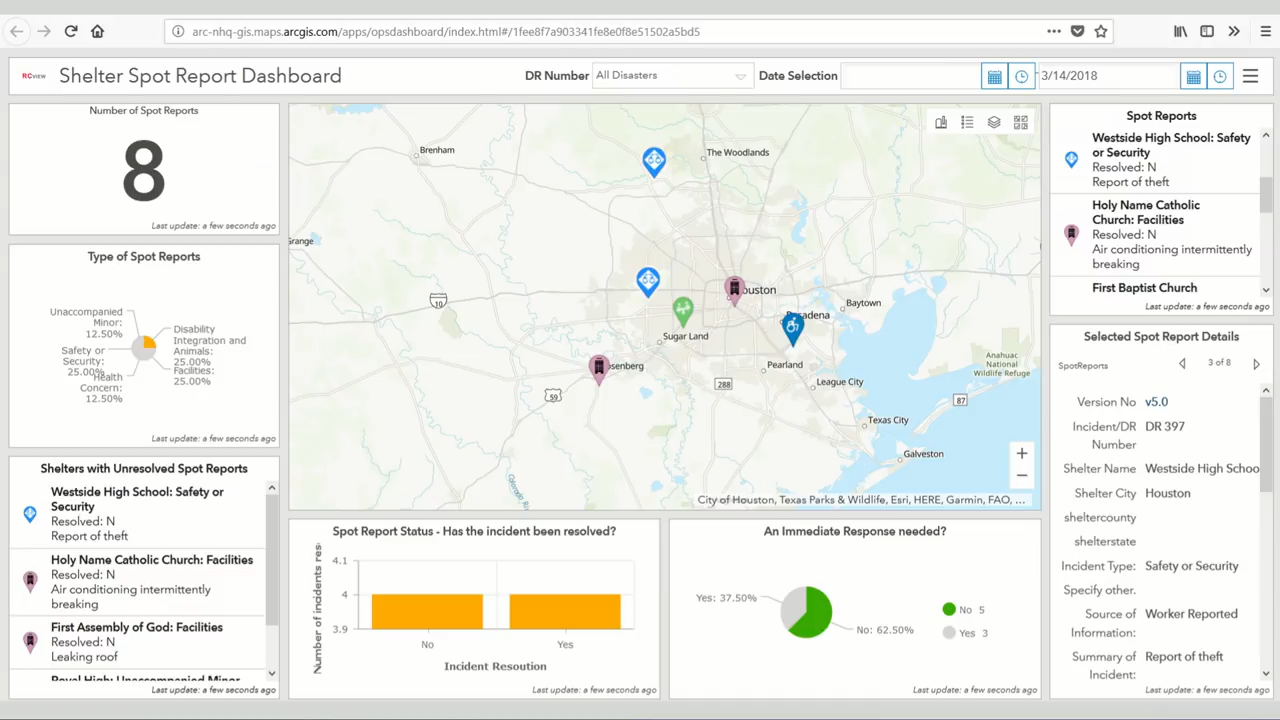 arc-nhq-gis.maps.arcgis.com/apps/opsdashboard/index.html#/1fee8f7a903341fe8e0f8e51502a5bd5
RCVIEW
Shelter Spot Report Dashboard
DR Number
All Disasters
Date Selection
3/14/2018
Number of Spot Reports
8
Last update: a few seconds ago
Type of Spot Reports
Unaccompanied
Minor:
12.50%
Safety or
Security:
25.00%
Health
Concern:
12.50%
Disability
Integration and
Animals:
25.00%
Facilities:
25.00%
Last update: a few seconds ago
Shelters with Unresolved Spot Reports
Westside High School: Safety or
Security
Resolved: N
Report of theft
Holy Name Catholic Church: Facilities
Resolved: N
Air conditioning intermittently
breaking
First Assembly of God: Facilities
Resolved: N
Leaking roof
Royal High: Unaccompanied Minor
Last update: a few seconds ago
Brenham
The Woodlands
Grange
10
ouston
Baytown
adena
Sugar Land
Pearland
senberg
League City
288
59
Anahuac
National
Wildlife Refuge
87
Texas City
Galveston
Colorado R
+
−
City of Houston, Texas Parks & Wildlife, Esri, HERE, Garmin, FAO, ...
Spot Report Status - Has the incident been resolved?
Number of incidents res-
4.1
4
3.9
No
Yes
Incident Resoution
Last update: a few seconds ago
An Immediate Response needed?
Yes: 37.50%
No: 62.50%
No 5
Yes 3
Last update: a few seconds ago
Spot Reports
Westside High School: Safety
or Security
Resolved: N
Report of theft
Holy Name Catholic
Church: Facilities
Resolved: N
Air conditioning intermittently
breaking
First Baptist Church
Last update: a few seconds ago
Selected Spot Report Details
SpotReports
3 of 8
Version No v5.0
Incident/DR DR 397
Number
Shelter Name Westside High Schoo
Shelter City Houston
sheltercounty
shelterstate
Incident Type: Safety or Security
Specify other.
Source of Worker Reported
Information:
Summary of Report of theft
Incident:
Last update: a few seconds ago